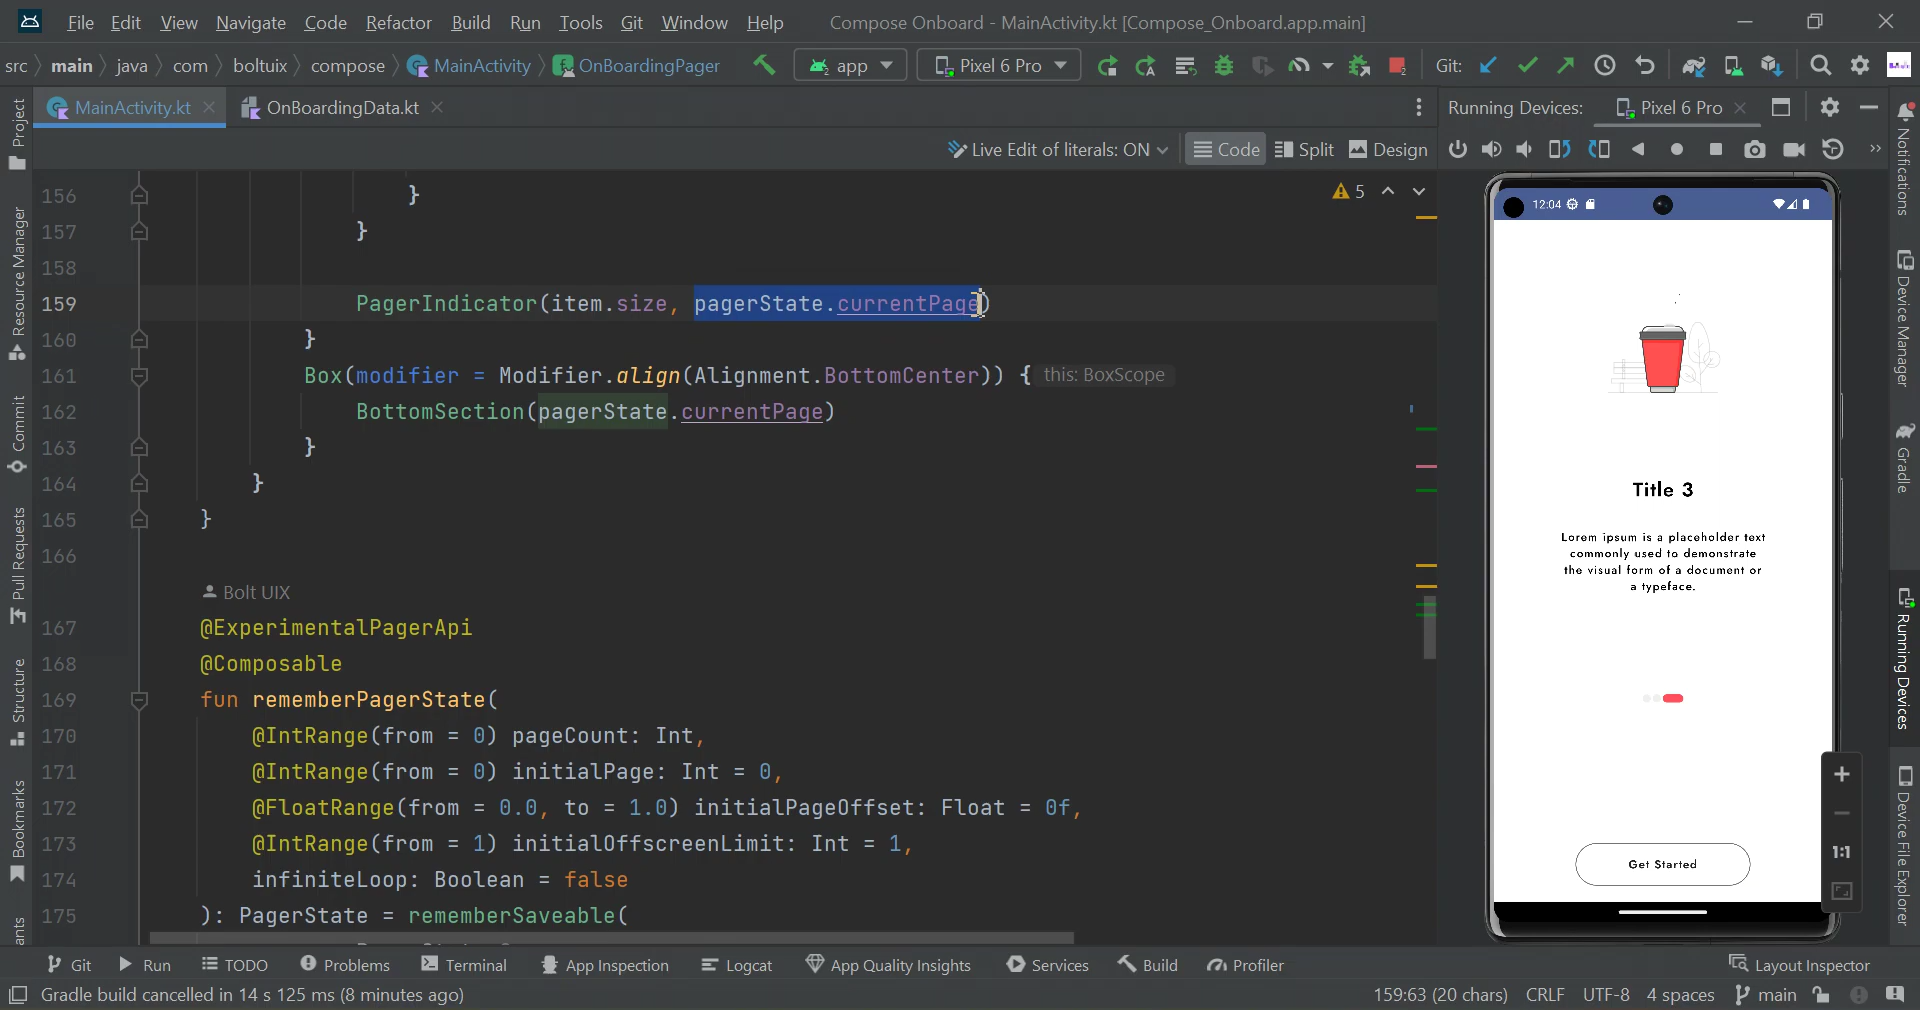 File Edit View Navigate Code Refactor Build Run Tools Git Window Help Compose Onboard - MainActivity.kt [Compose_Onboard.app.main]
src main java com boltuix compose MainActivity OnBoardingPager app Pixel 6 Pro Git:
MainActivity.kt OnBoardingData.kt Running Devices: Pixel 6 Pro
Live Edit of literals: ON Code Split Design
Project
Resource Manager
Commit
Pull Requests
Structure
Bookmarks
5
156 }
157 }
158
159 PagerIndicator(item.size, pagerState.currentPage)
160 }
161 Box(modifier = Modifier.align(Alignment.BottomCenter)) { this: BoxScope
162 BottomSection(pagerState.currentPage)
163 }
164 }
165 }
166
Bolt UIX
167 @ExperimentalPagerApi
168 @Composable
169 fun rememberPagerState(
170 @IntRange(from = 0) pageCount: Int,
171 @IntRange(from = 0) initialPage: Int = 0,
172 @FloatRange(from = 0.0, to = 1.0) initialPageOffset: Float = 0f,
173 @IntRange(from = 1) initialOffscreenLimit: Int = 1,
174 infiniteLoop: Boolean = false
175 ): PagerState = rememberSaveable(
12:04
Title 3
Lorem ipsum is a placeholder text
commonly used to demonstrate
the visual form of a document or
a typeface.
Get Started
1:1
Notifications
Device Manager
Gradle
Running Devices
Device File Explorer
Git Run TODO Problems Terminal App Inspection Logcat App Quality Insights Services Build Profiler Layout Inspector
Gradle build cancelled in 14 s 125 ms (8 minutes ago) 159:63 (20 chars) CRLF UTF-8 4 spaces main